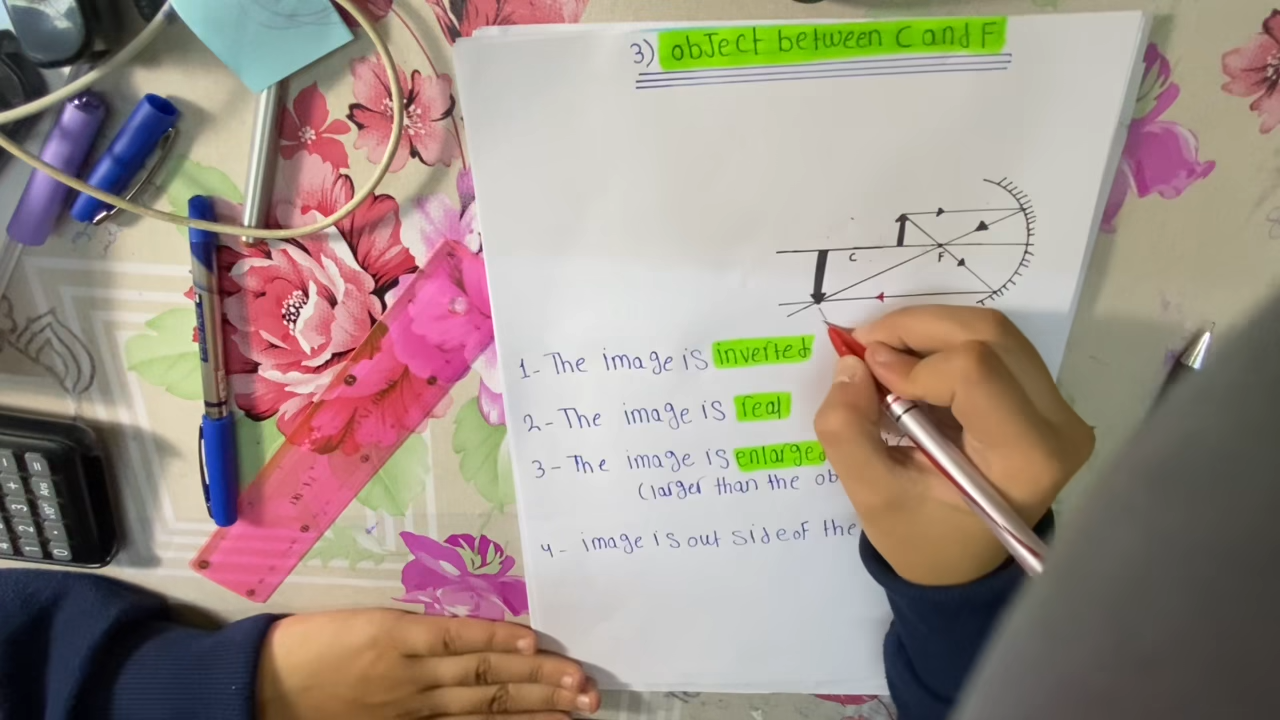 3) object between C and F
C
F
1- The image is inverted
2- The image is real
3- The image is enlarged
(larger than the ob
4- image is out side of the